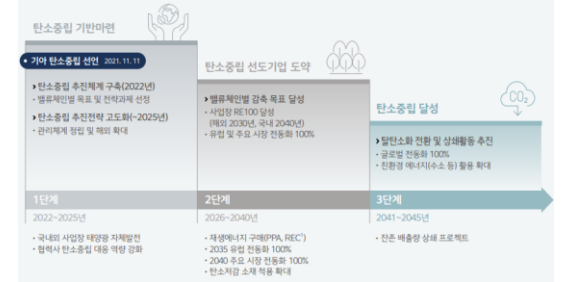 탄소중립 기반마련
• 기아 탄소중립 선언 2021. 11. 11
› 탄소중립 추진체계 구축(2022년)
- 밸류체인별 목표 및 전략과제 선정
› 탄소중립 추진전략 고도화(~2025년)
- 관리체계 정립 및 해외 확대
탄소중립 선도기업 도약
› 밸류체인별 감축 목표 달성
- 사업장 RE100 달성
(해외 2030년, 국내 2040년)
- 유럽 및 주요 시장 전동화 100%
탄소중립 달성
CO₂
› 탈탄소화 전환 및 상쇄활동 추진
- 글로벌 전동화 100%
- 친환경 에너지(수소 등) 활용 확대
1단계
2022~2025년
- 국내외 사업장 태양광 자체발전
- 협력사 탄소중립 대응 역량 강화
2단계
2026~2040년
- 재생에너지 구매(PPA, REC¹)
- 2035 유럽 전동화 100%
- 2040 주요 시장 전동화 100%
- 탄소저감 소재 적용 확대
3단계
2041~2045년
- 잔존 배출량 상쇄 프로젝트